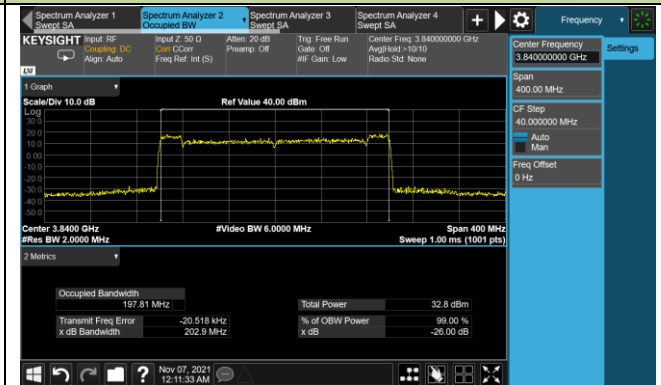 Spectrum Analyzer 1
Swept SA
Spectrum Analyzer 2
Occupied BW
Spectrum Analyzer 3
Swept SA
Spectrum Analyzer 4
Swept SA
+
Frequency
KEYSIGHT
Input: RF
Coupling: DC
Align: Auto
Input Z: 50 Ω
Corr CCorr
Freq Ref: Int (S)
Atten: 20 dB
Preamp: Off
Trig: Free Run
Gate: Off
#IF Gain: Low
Center Freq: 3.840000000 GHz
Avg|Hold:>10/10
Radio Std: None
LXI
Center Frequency
3.840000000 GHz
Settings
Span
400.00 MHz
CF Step
40.000000 MHz
Auto
Man
Freq Offset
0 Hz
1 Graph
Scale/Div 10.0 dB
Ref Value 40.00 dBm
Log
30.0
20.0
10.0
0.00
-10.0
-20.0
-30.0
-40.0
-50.0
Center 3.8400 GHz
#Video BW 6.0000 MHz
Span 400 MHz
#Res BW 2.0000 MHz
Sweep 1.00 ms (1001 pts)
2 Metrics
Occupied Bandwidth
197.81 MHz
Total Power 32.8 dBm
Transmit Freq Error -20.518 kHz
% of OBW Power 99.00 %
x dB Bandwidth 202.9 MHz
x dB -26.00 dB
?
Nov 07, 2021
12:11:33 AM